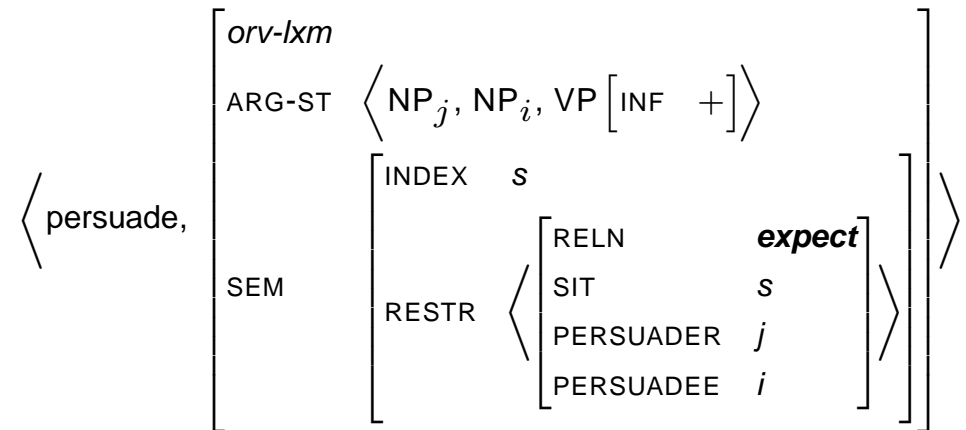 orv-lxm
ARG-ST ⟨ NP_j, NP_i, VP[INF +] ⟩
INDEX s
⟨ persuade,
RELN expect
SEM
SIT s
RESTR ⟨ ⟩
PERSUADER j
PERSUADEE i